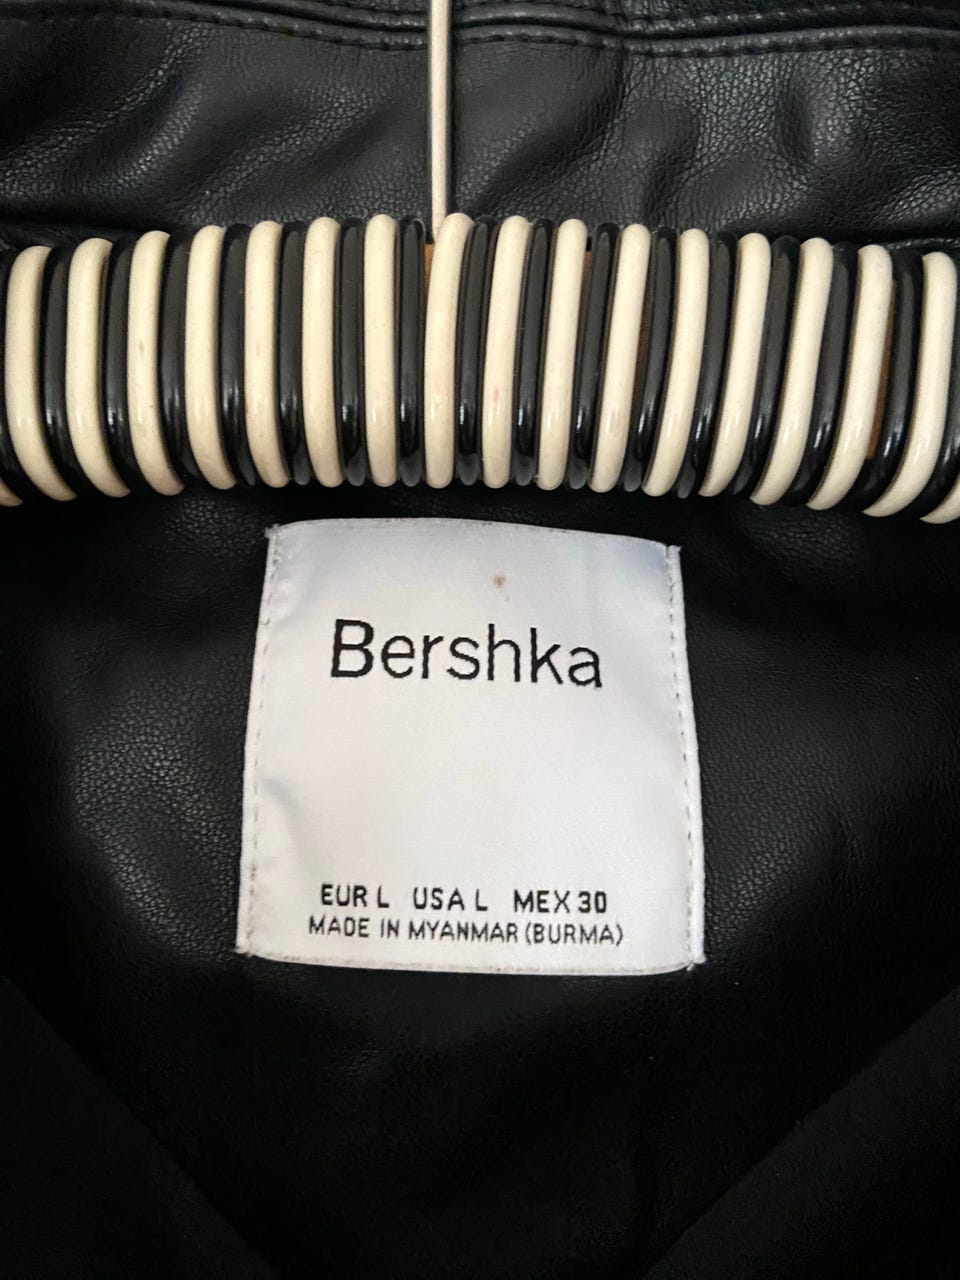 Bershka
EUR L USA L MEX 30
MADE IN MYANMAR (BURMA)